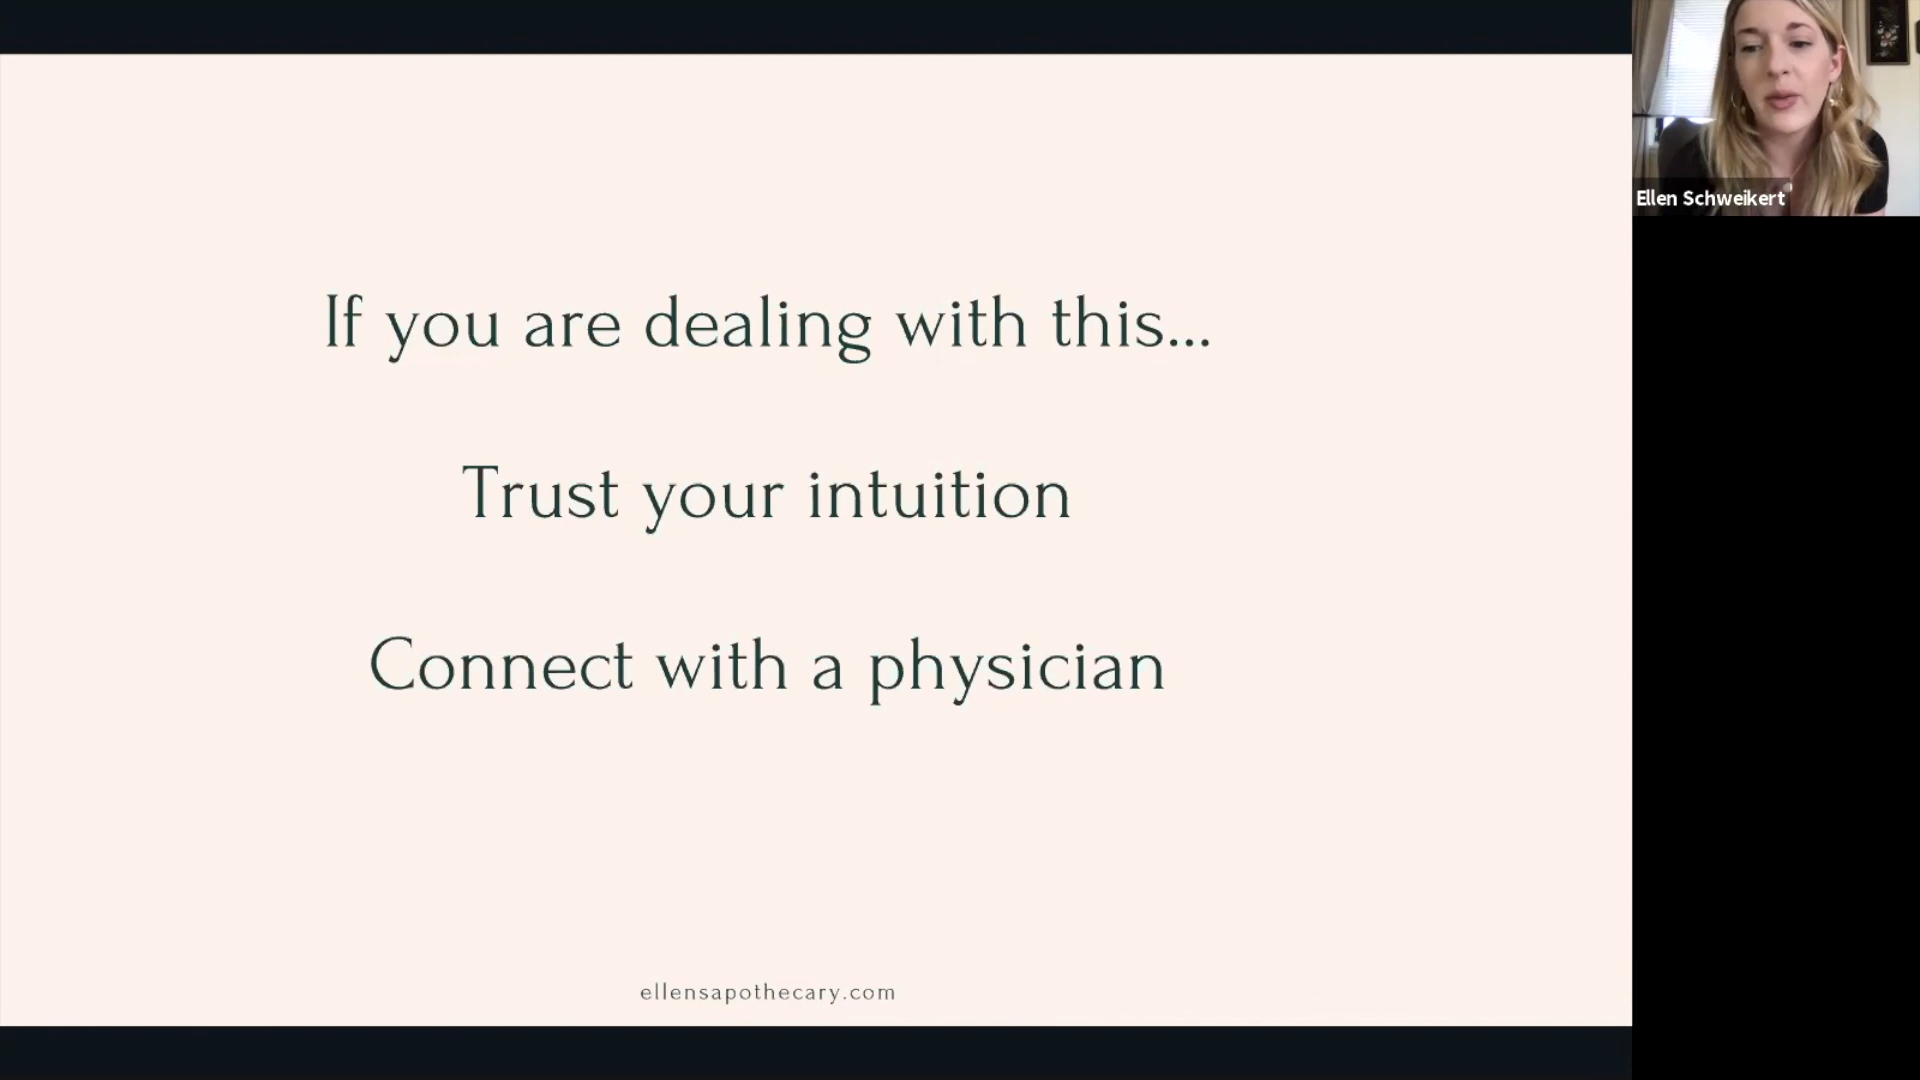 If you are dealing with this...
Trust your intuition
Connect with a physician
ellensapothecary.com
Ellen Schweikert